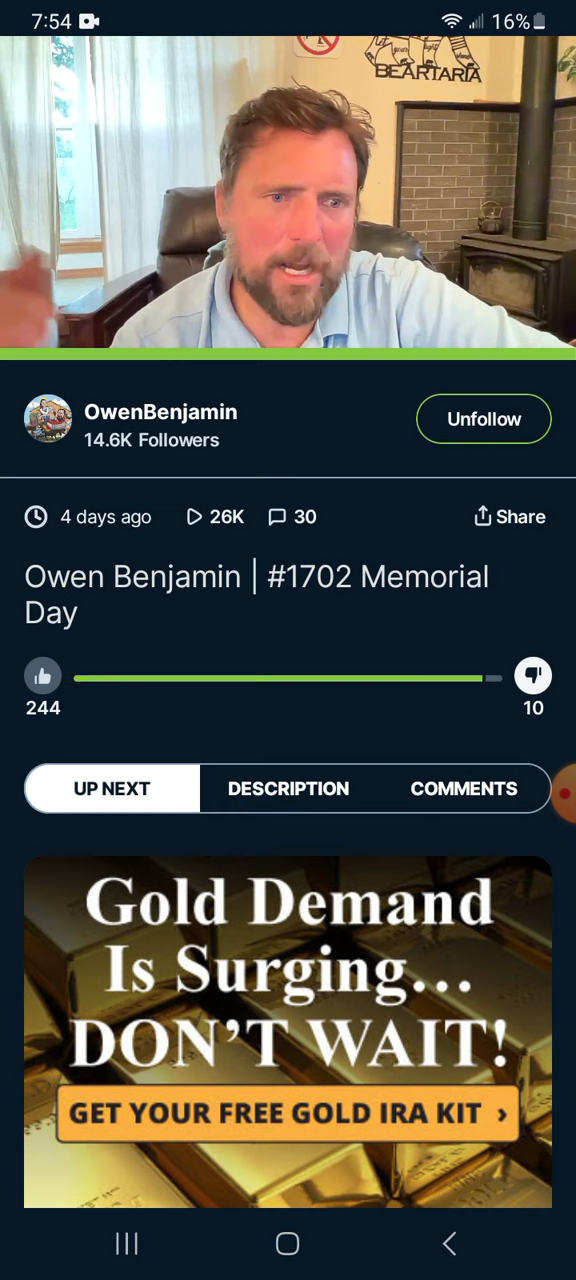 7:54
16%
BEARTARIA
OwenBenjamin
14.6K Followers
Unfollow
4 days ago
26K
30
Share
Owen Benjamin | #1702 Memorial
Day
244
10
UP NEXT
DESCRIPTION
COMMENTS
Gold Demand
Is Surging...
DON'T WAIT!
GET YOUR FREE GOLD IRA KIT ›